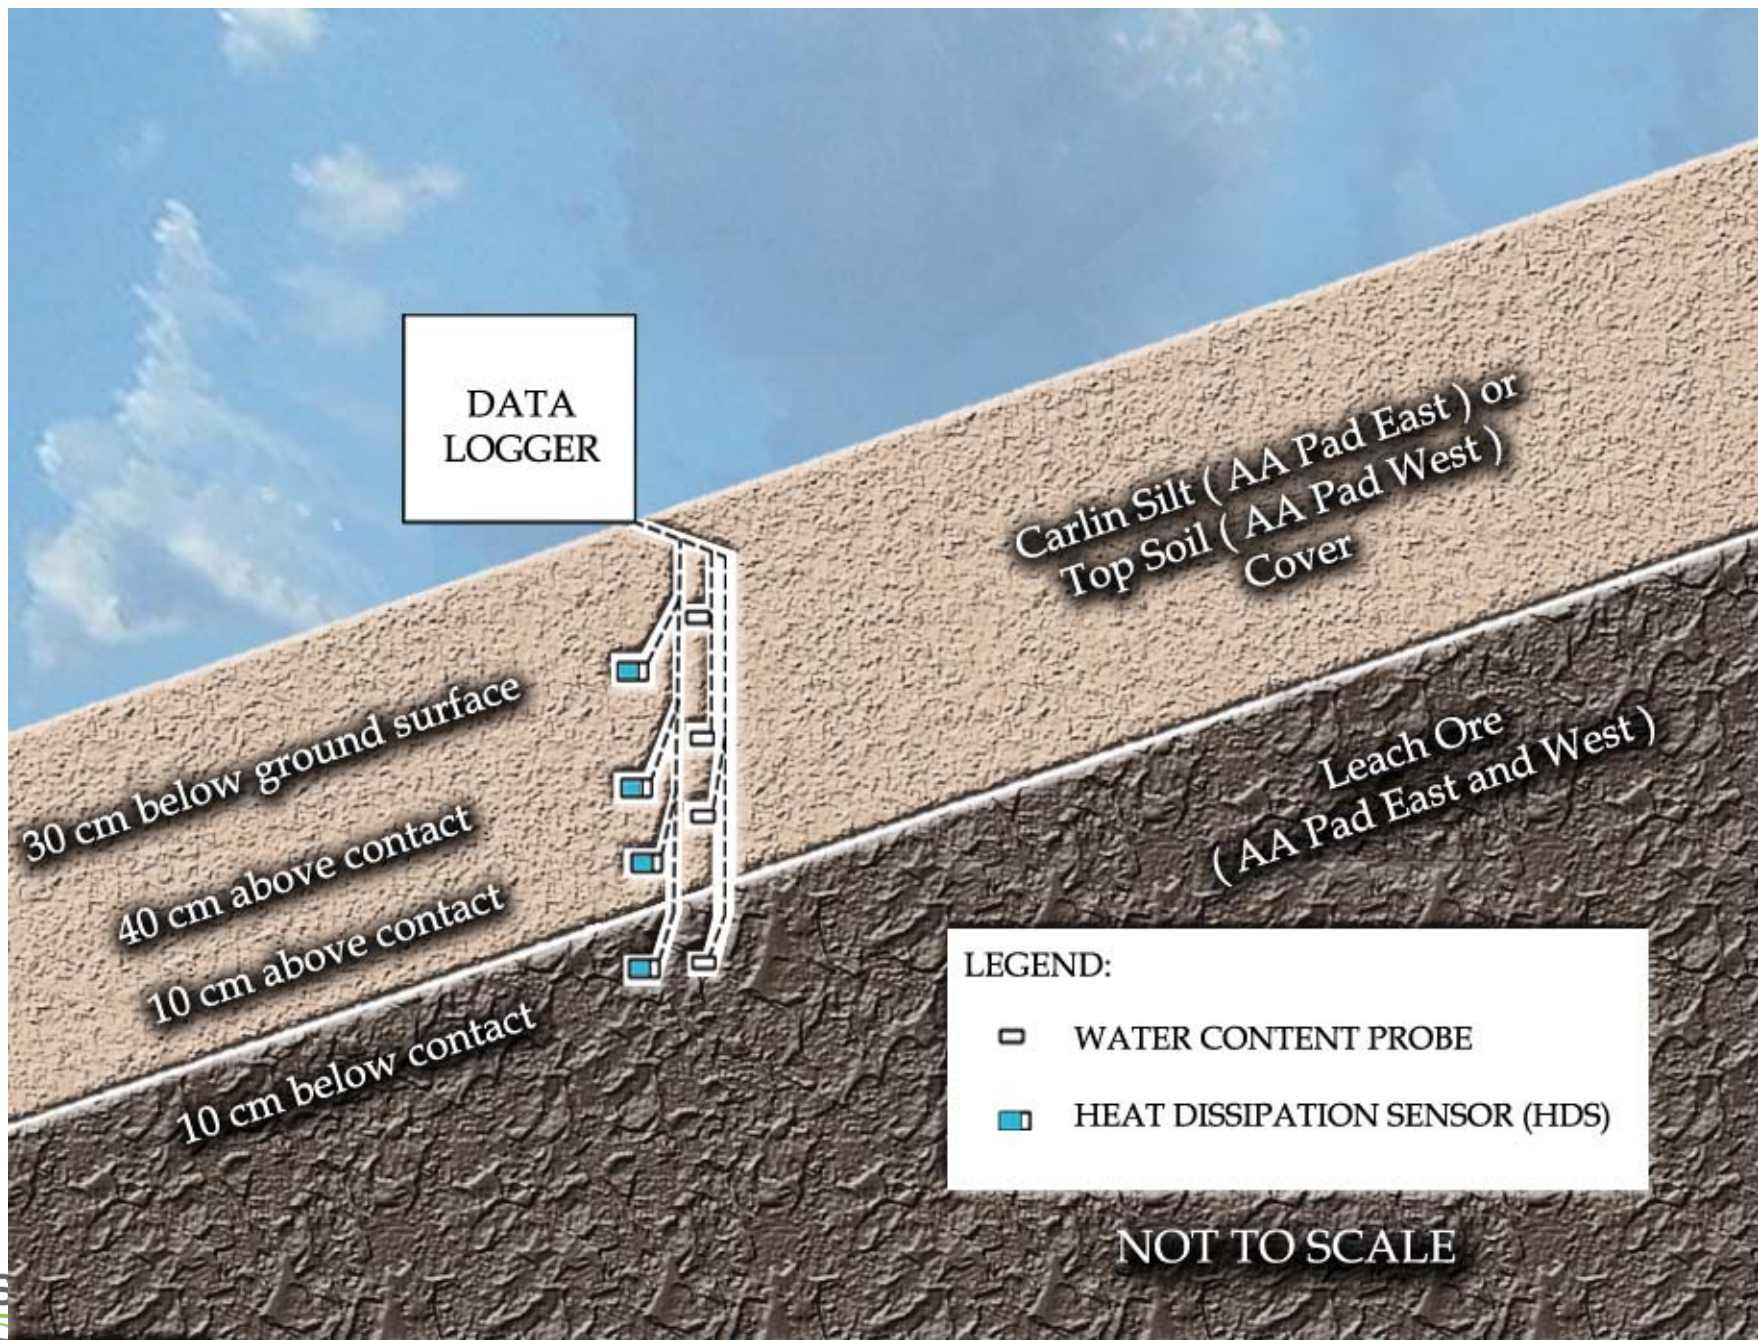 DATA
LOGGER
Carlin Silt ( AA Pad East ) or
Top Soil ( AA Pad West )
Cover
30 cm below ground surface
40 cm above contact
10 cm above contact
10 cm below contact
Leach Ore
( AA Pad East and West )
LEGEND:
WATER CONTENT PROBE
HEAT DISSIPATION SENSOR (HDS)
NOT TO SCALE